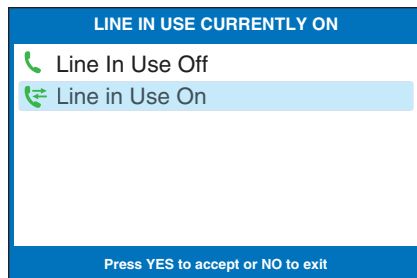 LINE IN USE CURRENTLY ON
Line In Use Off
Line in Use On
Press YES to accept or NO to exit